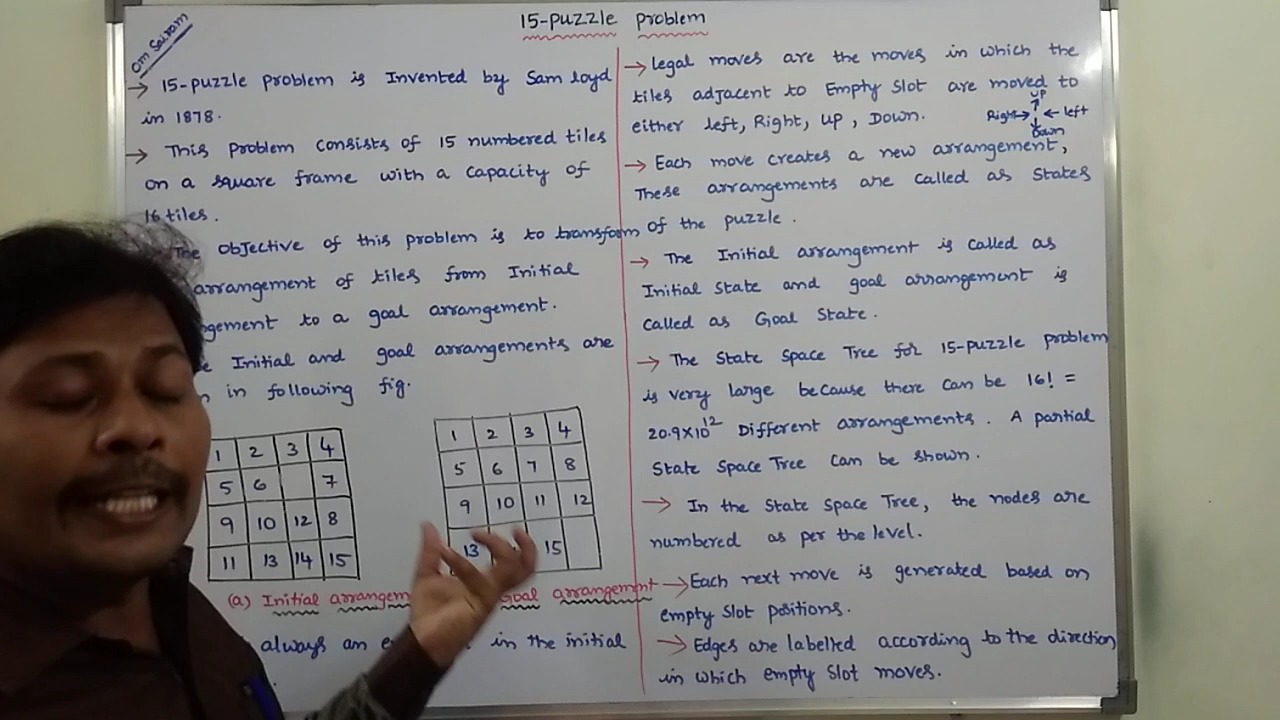 15-puzzle problem
Om Sairam
→ 15-puzzle problem is Invented by Sam loyd
in 1878.
→ This problem consists of 15 numbered tiles
on a square frame with a capacity of
16 tiles.
The objective of this problem is to transform
arrangement of tiles from Initial
to a goal arrangement.
Initial and goal arrangements are
in following fig.
1 2 3 4
5 6 7
9 10 12 8
11 13 14 15
1 2 3 4
5 6 7 8
9 10 11 12
13 15
(a) Initial
Goal arrangement
always an in the initial
→ legal moves are the moves in which the
tiles adjacent to Empty slot are moved to
either left, Right, Up, Down.
Up
Right → ← left
Down
→ Each move creates a new arrangement,
These arrangements are called as States
of the puzzle.
→ The Initial arrangement is called as
Initial State and goal arrangement is
called as Goal State.
→ The State Space Tree for 15-puzzle problem
is very large because there can be 16! =
20.9×10¹² Different arrangements. A partial
State Space Tree can be shown.
→ In the State Space Tree, the nodes are
numbered as per the level.
→ Each next move is generated based on
empty slot positions.
→ Edges are labelled according to the direction
in which empty slot moves.